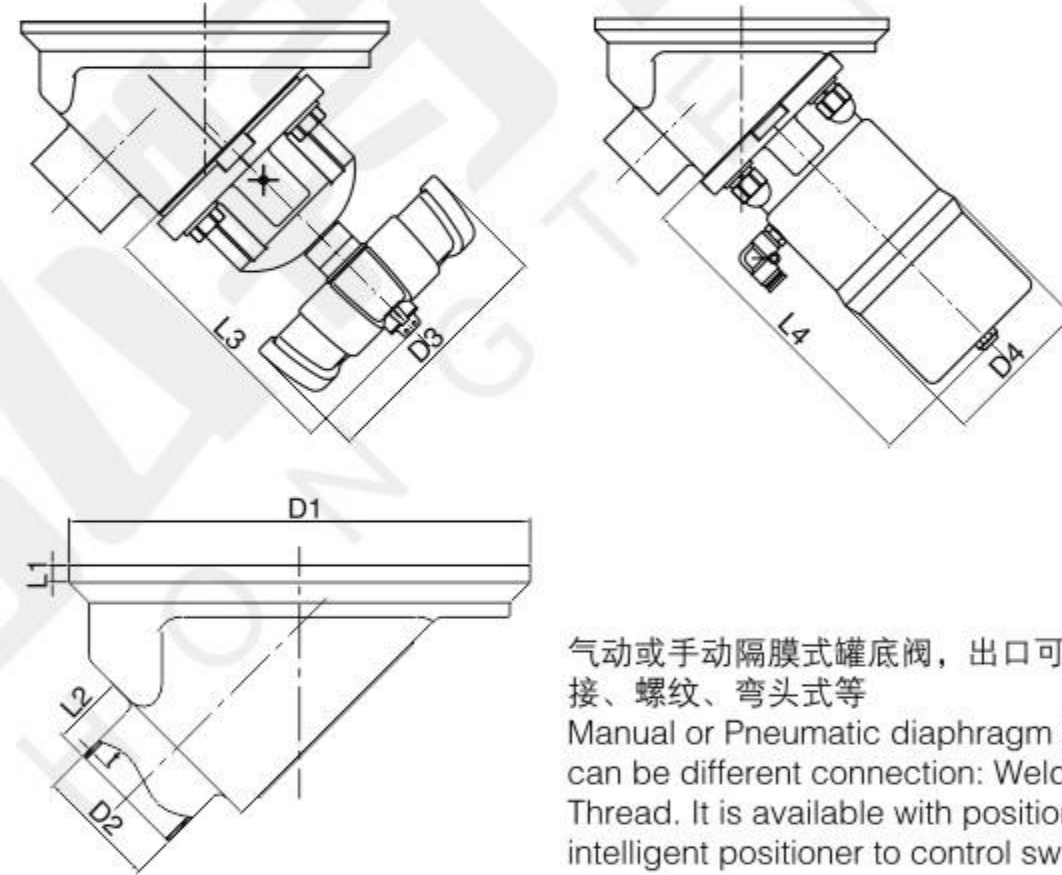 L3
D3
L4
D4
D1
L1
L2
D2
气动或手动隔膜式罐底阀，出口可
接、螺纹、弯头式等
Manual or Pneumatic diaphragm
can be different connection: Weld
Thread. It is available with position
intelligent positioner to control sw